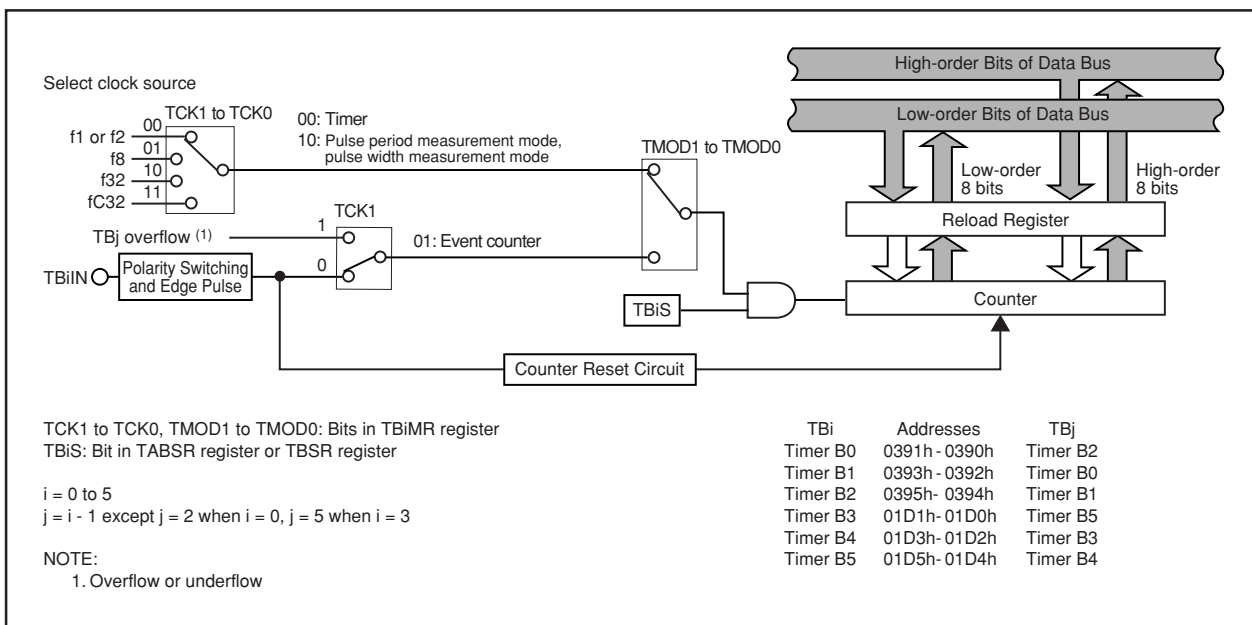 High-order Bits of Data Bus
Select clock source
Low-order Bits of Data Bus
TCK1 to TCK0
00: Timer
10: Pulse period measurement mode,
pulse width measurement mode
TMOD1 to TMOD0
f1 or f2
00
f8
01
f32
10
fC32
11
Low-order
8 bits
High-order
8 bits
TCK1
Reload Register
TBj overflow (1)
1
01: Event counter
TBiIN
Polarity Switching
and Edge Pulse
0
TBiS
Counter
Counter Reset Circuit
TCK1 to TCK0, TMOD1 to TMOD0: Bits in TBiMR register
TBiS: Bit in TABSR register or TBSR register
i = 0 to 5
j = i - 1 except j = 2 when i = 0, j = 5 when i = 3
NOTE:
1. Overflow or underflow
TBi Addresses TBj
Timer B0 0391h - 0390h Timer B2
Timer B1 0393h - 0392h Timer B0
Timer B2 0395h- 0394h Timer B1
Timer B3 01D1h- 01D0h Timer B5
Timer B4 01D3h- 01D2h Timer B3
Timer B5 01D5h- 01D4h Timer B4